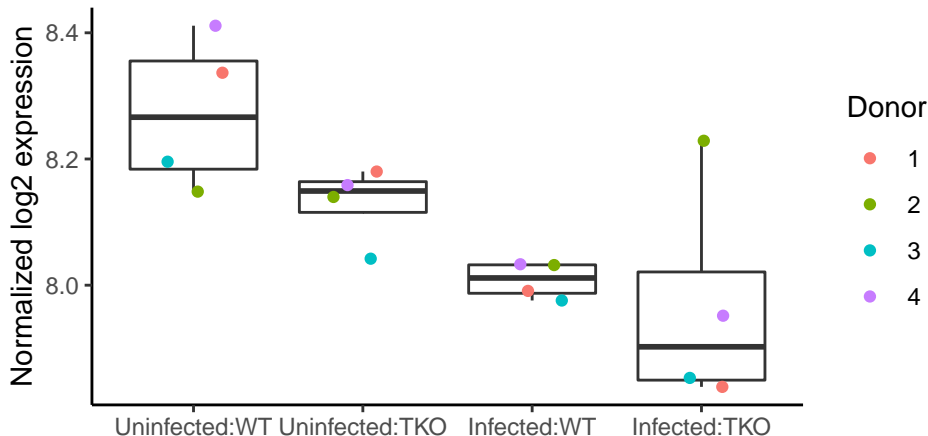 Normalized log2 expression
8.4
8.2
8.0
Uninfected:WT
Uninfected:TKO
Infected:WT
Infected:TKO
Donor
1
2
3
4